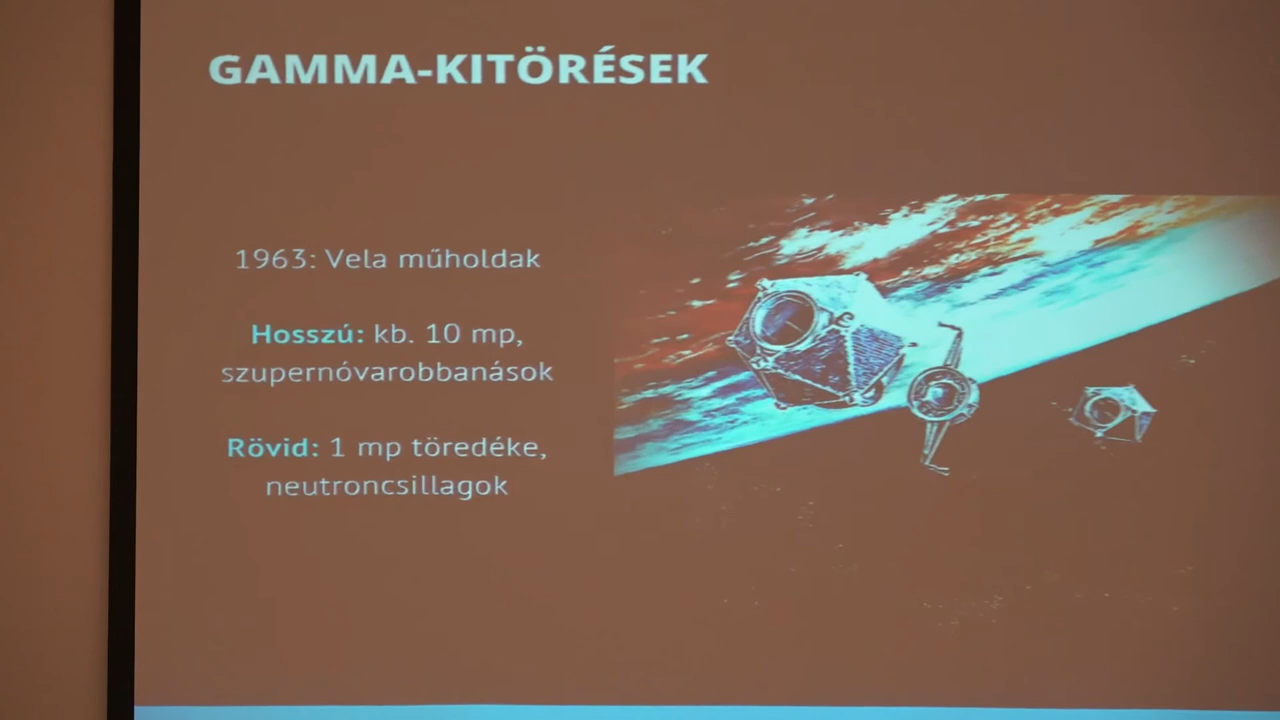 GAMMA-KITÖRÉSEK
1963: Vela műholdak
Hosszú: kb. 10 mp,
szupernóvarobbanások
Rövid: 1 mp töredéke,
neutroncsillagok